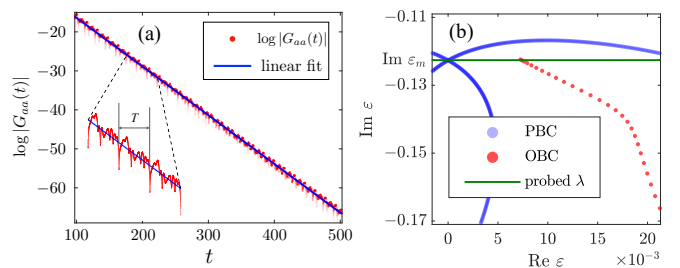 (a)
log|G_aa(t)|
linear fit
log|G_aa(t)|
−20
−30
−40
−50
−60
T
100
200
300
400
500
t
(b)
−0.11
Im ε_m
−0.13
−0.15
−0.17
Im ε
PBC
OBC
probed λ
0
5
10
15
20
Re ε
×10⁻³